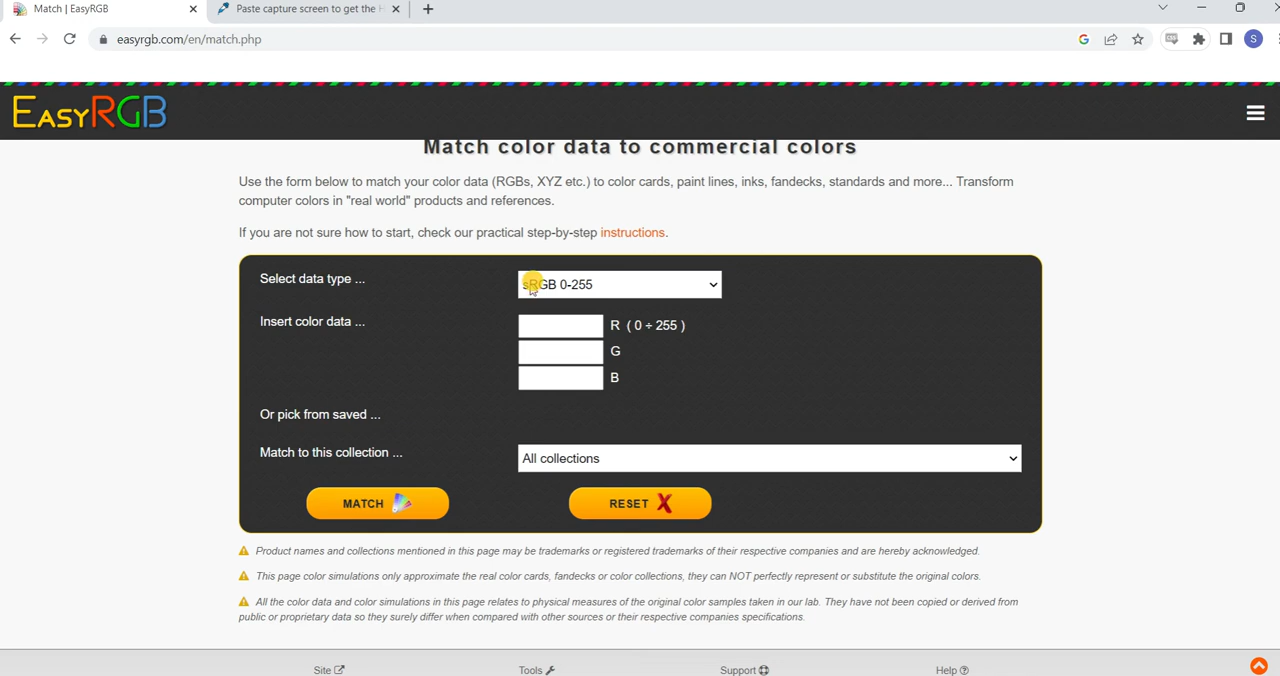 Match | EasyRGB
Paste capture screen to get the
easyrgb.com/en/match.php
S
EasyRGB
Match color data to commercial colors
Use the form below to match your color data (RGBs, XYZ etc.) to color cards, paint lines, inks, fandecks, standards and more... Transform
computer colors in "real world" products and references.
If you are not sure how to start, check our practical step-by-step instructions.
Select data type ...
sRGB 0-255
Insert color data ...
R ( 0 ÷ 255 )
G
B
Or pick from saved ...
Match to this collection ...
All collections
MATCH
RESET X
Product names and collections mentioned in this page may be trademarks or registered trademarks of their respective companies and are hereby acknowledged.
This page color simulations only approximate the real color cards, fandecks or color collections, they can NOT perfectly represent or substitute the original colors.
All the color data and color simulations in this page relates to physical measures of the original color samples taken in our lab. They have not been copied or derived from
public or proprietary data so they surely differ when compared with other sources or their respective companies specifications.
Site
Tools
Support
Help